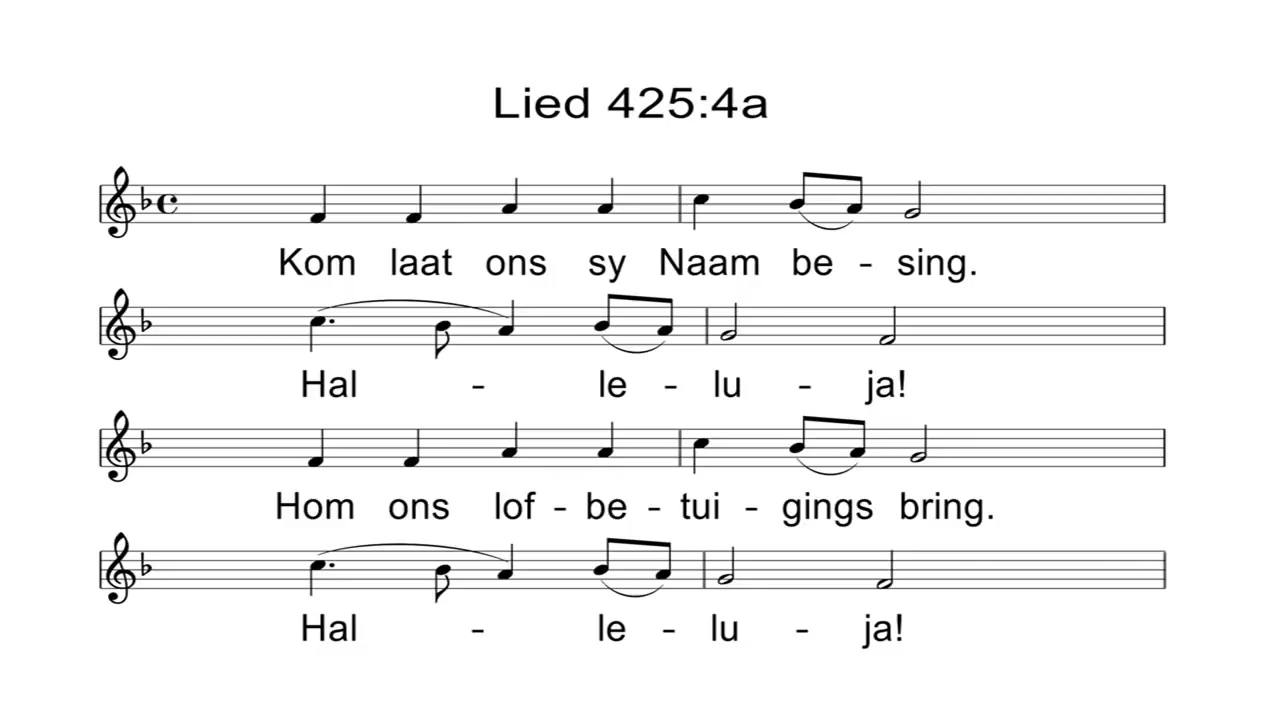 Lied 425:4a
Kom laat ons sy Naam be - sing.
Hal - le - lu - ja!
Hom ons lof - be - tui - gings bring.
Hal - le - lu - ja!